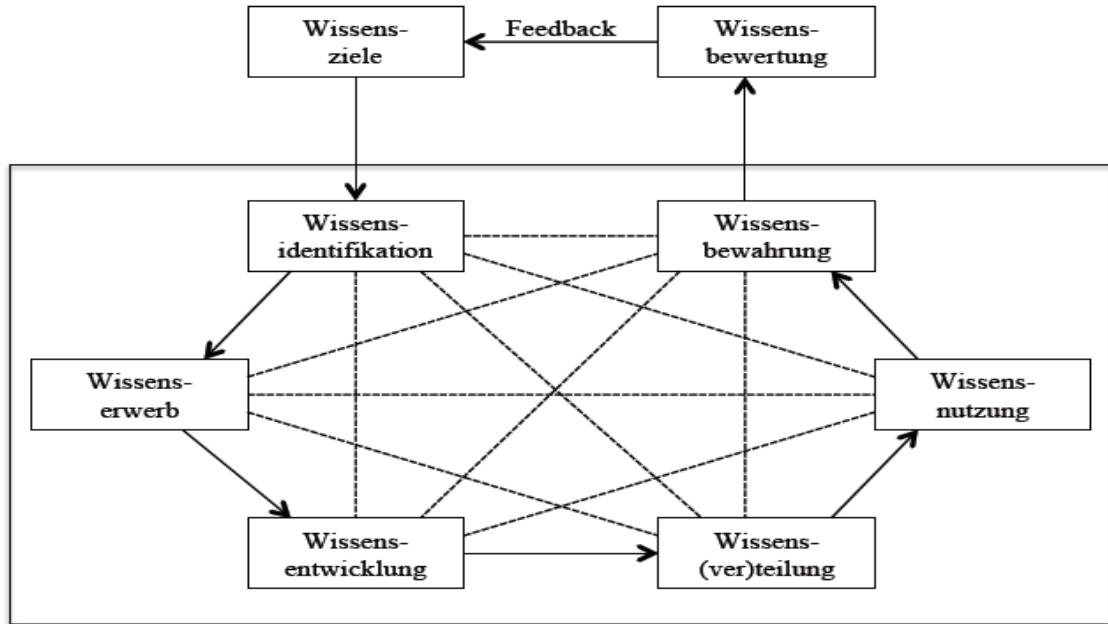 Wissens-
ziele
Feedback
Wissens-
bewertung
Wissens-
identifikation
Wissens-
bewahrung
Wissens-
erwerb
Wissens-
nutzung
Wissens-
entwicklung
Wissens-
(ver)teilung